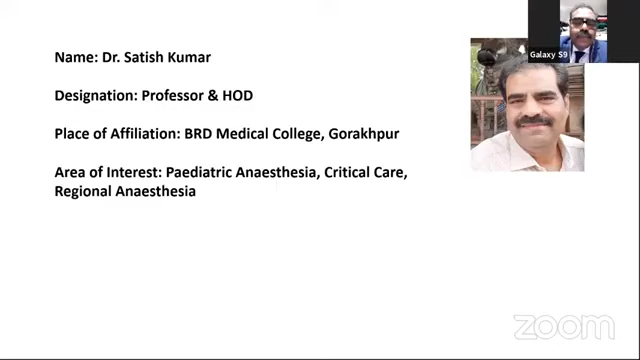 Galaxy S9
Name: Dr. Satish Kumar
Designation: Professor & HOD
Place of Affiliation: BRD Medical College, Gorakhpur
Area of Interest: Paediatric Anaesthesia, Critical Care,
Regional Anaesthesia
zoom